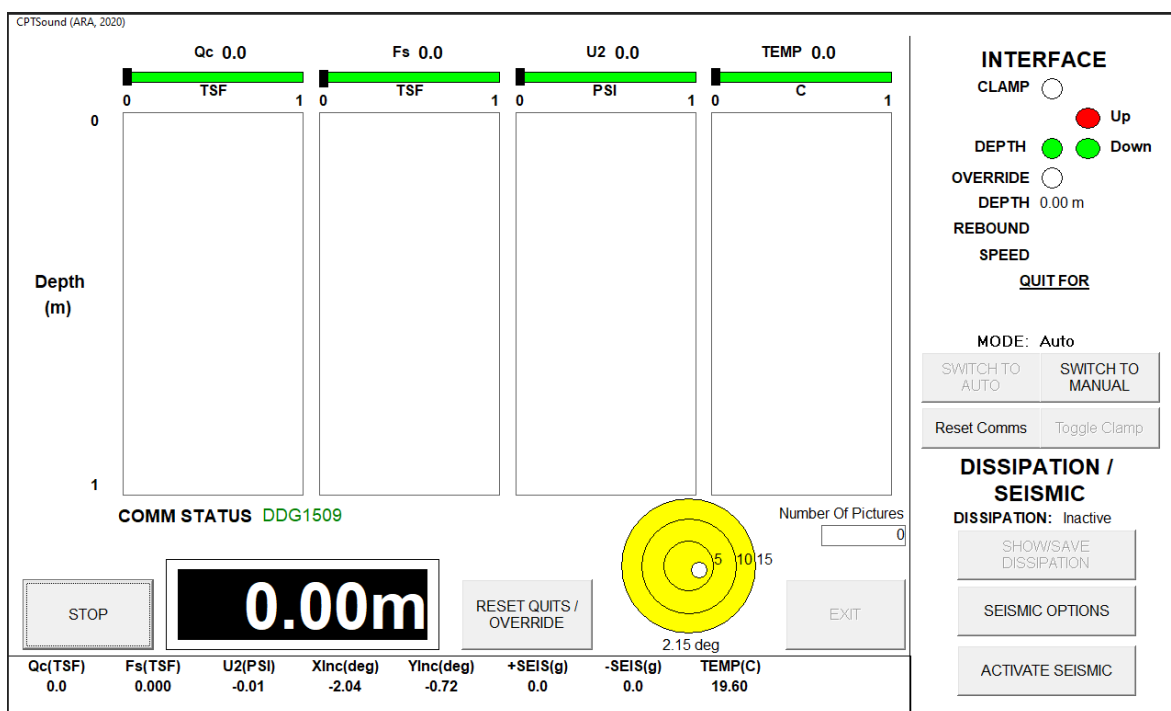 CPTSound (ARA, 2020)
Qc 0.0
Fs 0.0
U2 0.0
TEMP 0.0
TSF
TSF
PSI
C
0 1
0 1
0 1
0 1
0
Depth
(m)
1
COMM STATUS DDG1509
Number Of Pictures
0
5 10 15
STOP
0.00m
RESET QUITS /
OVERRIDE
EXIT
2.15 deg
Qc(TSF) Fs(TSF) U2(PSI) XInc(deg) YInc(deg) +SEIS(g) -SEIS(g) TEMP(C)
0.0 0.000 -0.01 -2.04 -0.72 0.0 0.0 19.60
INTERFACE
CLAMP
Up
DEPTH Down
OVERRIDE
DEPTH 0.00 m
REBOUND
SPEED
QUIT FOR
MODE: Auto
SWITCH TO
AUTO
SWITCH TO
MANUAL
Reset Comms
Toggle Clamp
DISSIPATION /
SEISMIC
DISSIPATION: Inactive
SHOW/SAVE
DISSIPATION
SEISMIC OPTIONS
ACTIVATE SEISMIC